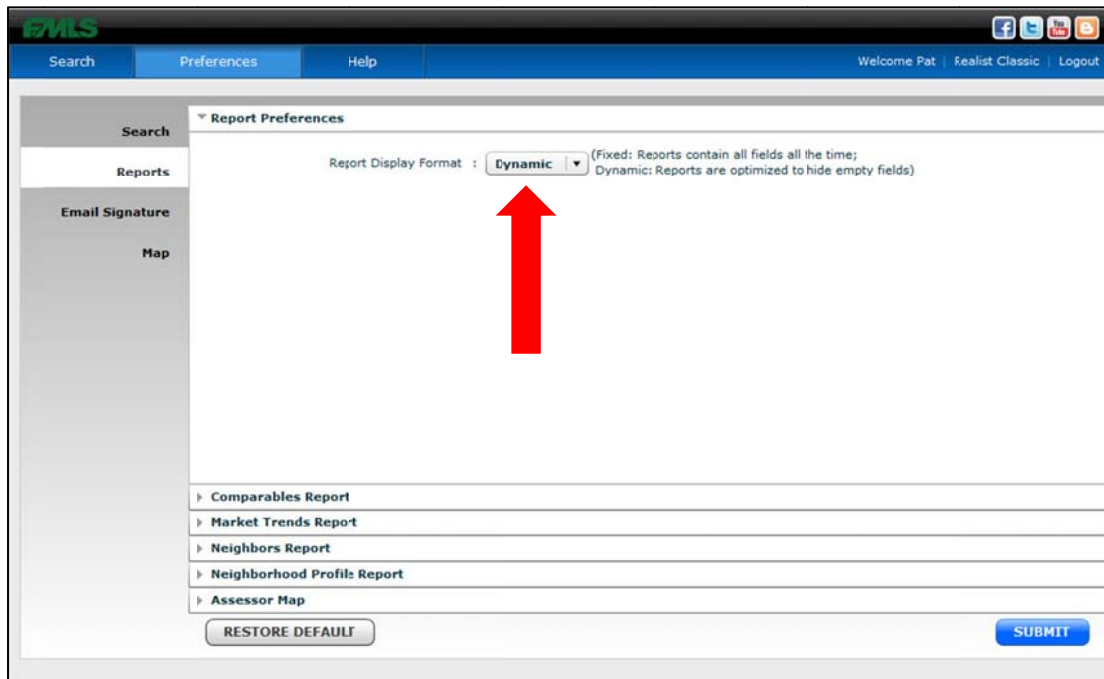 FMLS
You Tube
Search Preferences Help Welcome Pat | Realist Classic | Logout
Search
Reports
Email Signature
Map
Report Preferences
Report Display Format : Dynamic (Fixed: Reports contain all fields all the time;
Dynamic: Reports are optimized to hide empty fields)
Comparables Report
Market Trends Report
Neighbors Report
Neighborhood Profile Report
Assessor Map
RESTORE DEFAULT SUBMIT